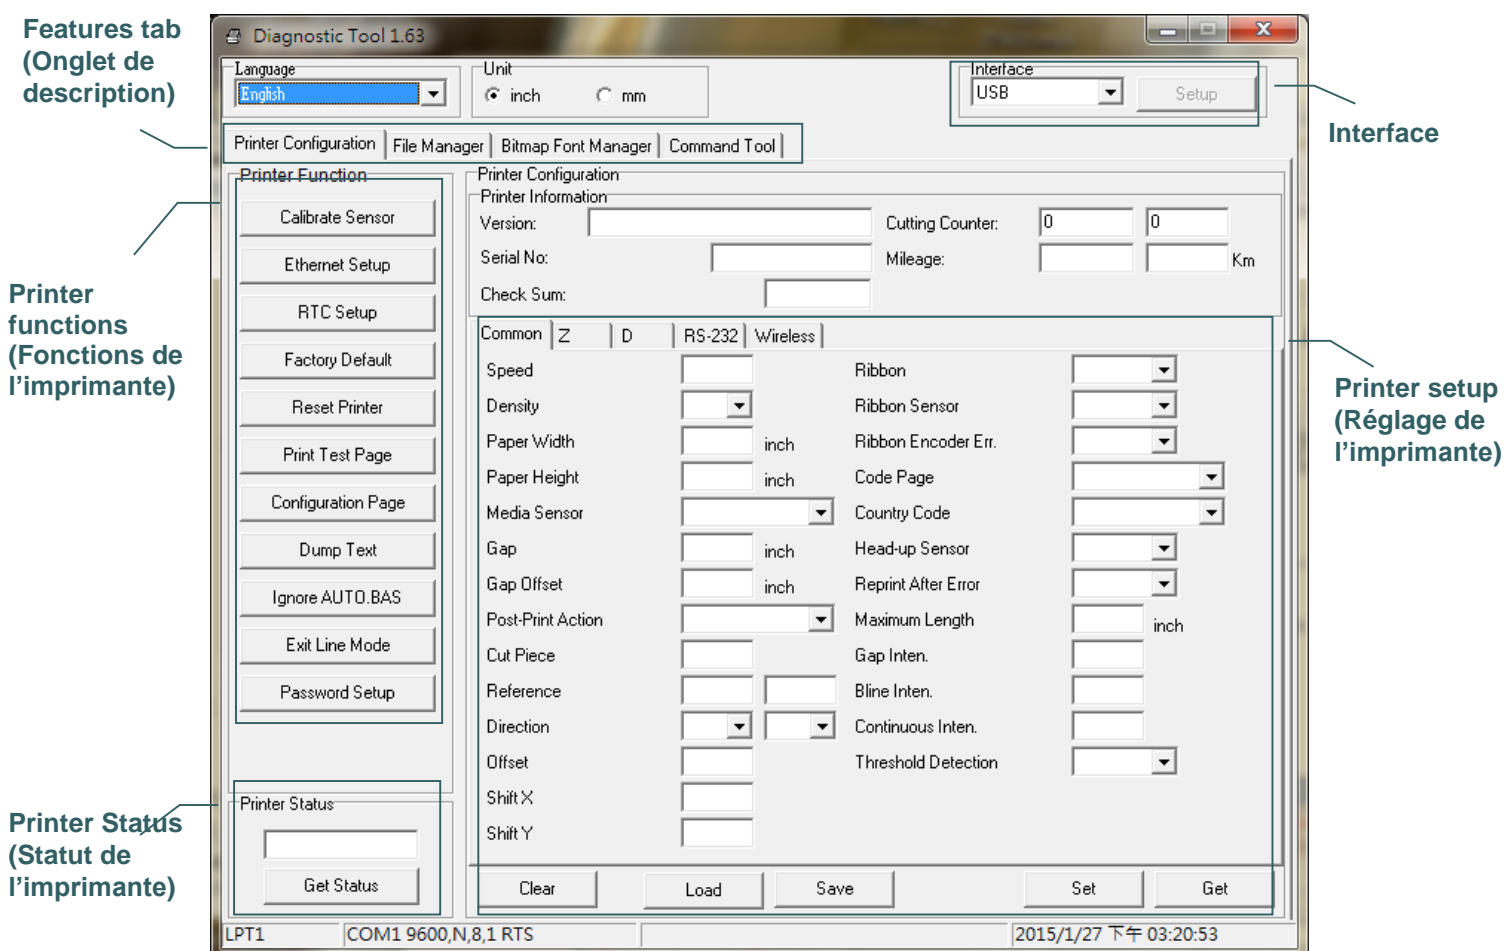 Features tab
(Onglet de
description)
Diagnostic Tool 1.63
Language
English
Unit
inch
mm
Interface
USB
Setup
Interface
Printer Configuration
File Manager
Bitmap Font Manager
Command Tool
Printer Function
Calibrate Sensor
Ethernet Setup
RTC Setup
Factory Default
Reset Printer
Print Test Page
Configuration Page
Dump Text
Ignore AUTO.BAS
Exit Line Mode
Password Setup
Printer
functions
(Fonctions de
l’imprimante)
Printer Configuration
Printer Information
Version:
Cutting Counter:
0
0
Serial No:
Mileage:
Km
Check Sum:
Common
Z
D
RS-232
Wireless
Speed
Ribbon
Density
Ribbon Sensor
Paper Width
inch
Ribbon Encoder Err.
Paper Height
inch
Code Page
Media Sensor
Country Code
Gap
inch
Head-up Sensor
Gap Offset
inch
Reprint After Error
Post-Print Action
Maximum Length
inch
Cut Piece
Gap Inten.
Reference
Bline Inten.
Direction
Continuous Inten.
Offset
Threshold Detection
Shift X
Shift Y
Printer setup
(Réglage de
l’imprimante)
Printer Status
(Statut de
l’imprimante)
Printer Status
Get Status
Clear
Load
Save
Set
Get
LPT1
COM1 9600,N,8,1 RTS
2015/1/27 下午 03:20:53